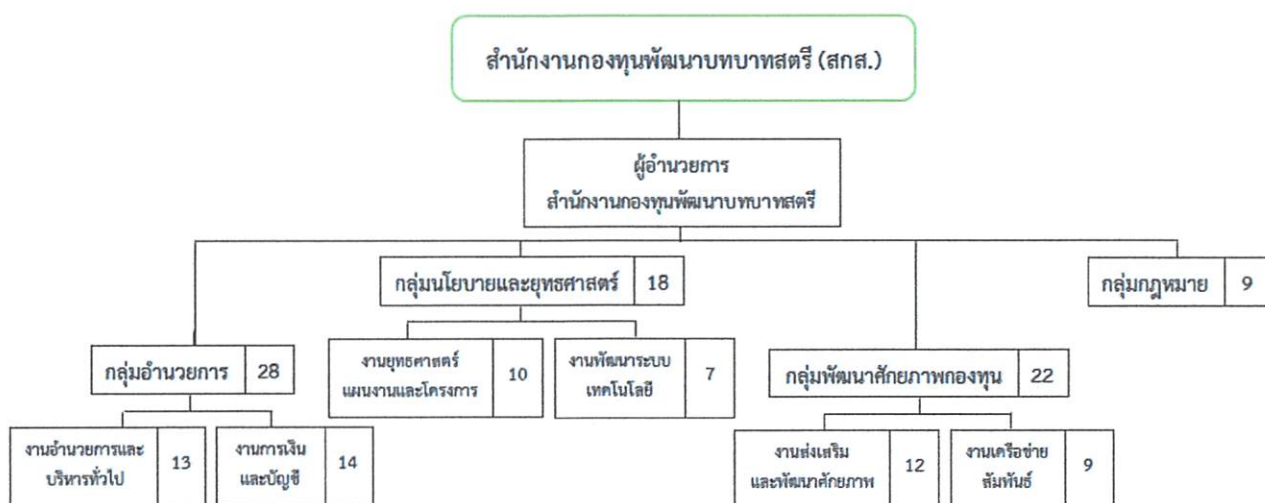 สำนักงานกองทุนพัฒนาบทบาทสตรี (สกส.)
ผู้อำนวยการ
สำนักงานกองทุนพัฒนาบทบาทสตรี
กลุ่มนโยบายและยุทธศาสตร์ 18
กลุ่มกฎหมาย 9
กลุ่มอำนวยการ 28
งานยุทธศาสตร์
แผนงานและโครงการ
10
งานพัฒนาระบบ
เทคโนโลยี
7
กลุ่มพัฒนาศักยภาพกองทุน 22
งานอำนวยการและ
บริหารทั่วไป
13
งานการเงิน
และบัญชี
14
งานส่งเสริม
และพัฒนาศักยภาพ
12
งานเครือข่าย
สัมพันธ์
9